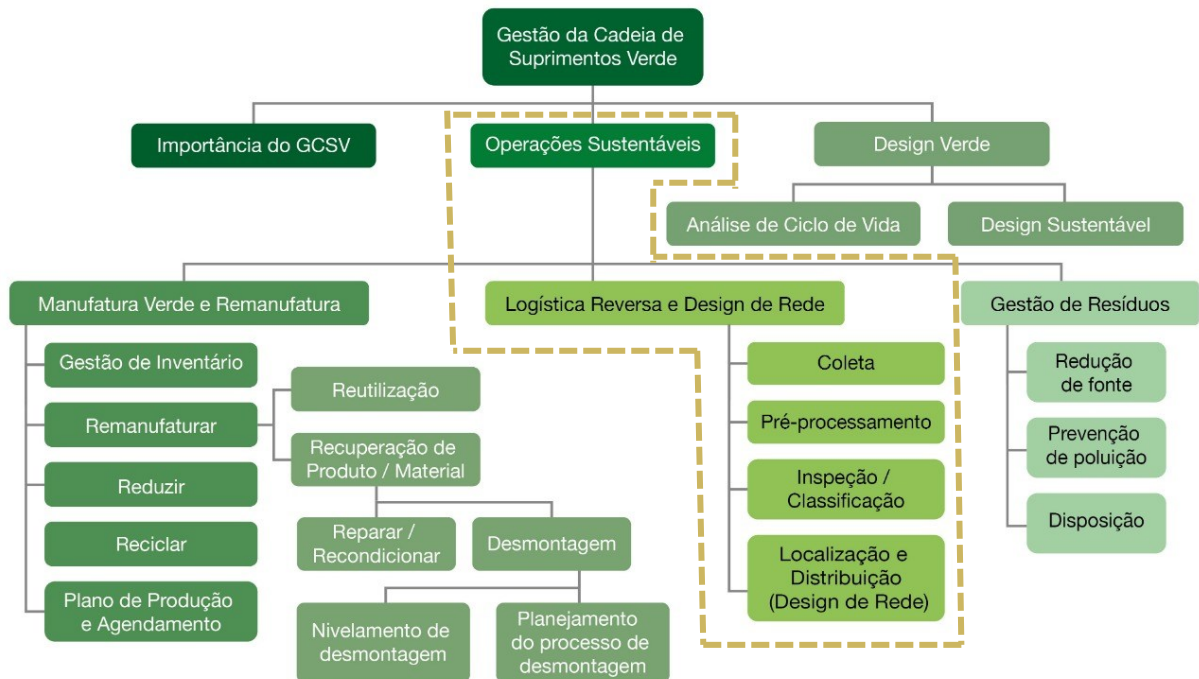 Gestão da Cadeia de
Suprimentos Verde
Importância do GCSV
Operações Sustentáveis
Design Verde
Análise de Ciclo de Vida
Design Sustentável
Manufatura Verde e Remanufatura
Logística Reversa e Design de Rede
Gestão de Resíduos
Gestão de Inventário
Remanufaturar
Reduzir
Reciclar
Plano de Produção
e Agendamento
Reutilização
Recuperação de
Produto / Material
Reparar /
Recondicionar
Desmontagem
Nivelamento de
desmontagem
Planejamento
do processo de
desmontagem
Coleta
Pré-processamento
Inspeção /
Classificação
Localização e
Distribuição
(Design de Rede)
Redução
de fonte
Prevenção
de poluição
Disposição